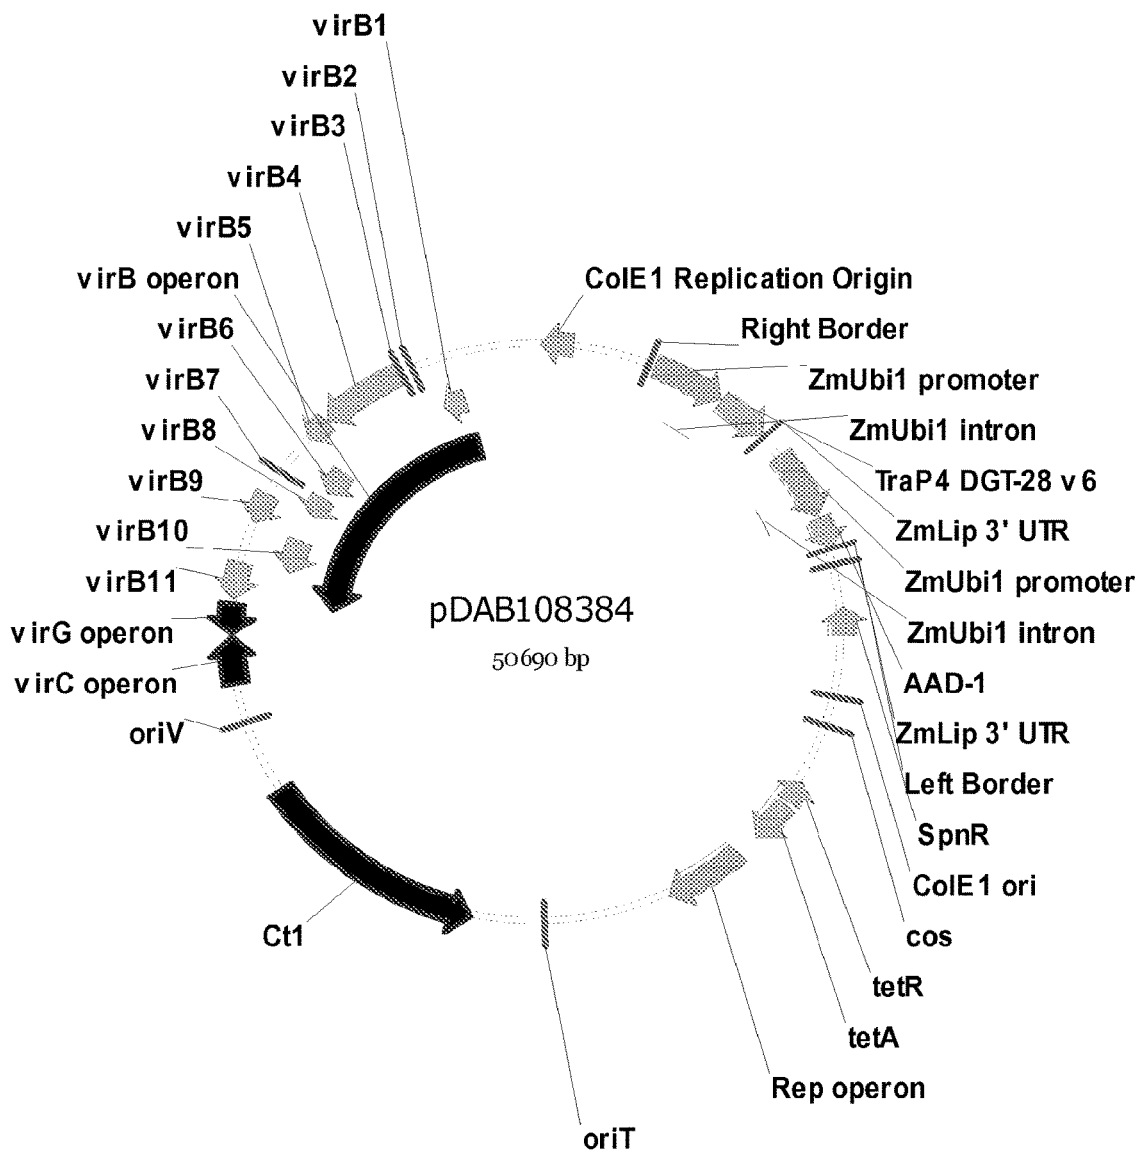 virB1
virB2
virB3
virB4
virB5
virB operon
virB6
virB7
virB8
virB9
virB10
virB11
virG operon
virC operon
oriV
Ct1
pDAB108384
50690 bp
ColE1 Replication Origin
Right Border
ZmUbi1 promoter
ZmUbi1 intron
TraP4 DGT-28 v6
ZmLip 3' UTR
ZmUbi1 promoter
ZmUbi1 intron
AAD-1
ZmLip 3' UTR
Left Border
SpnR
ColE1 ori
cos
tetR
tetA
Rep operon
oriT